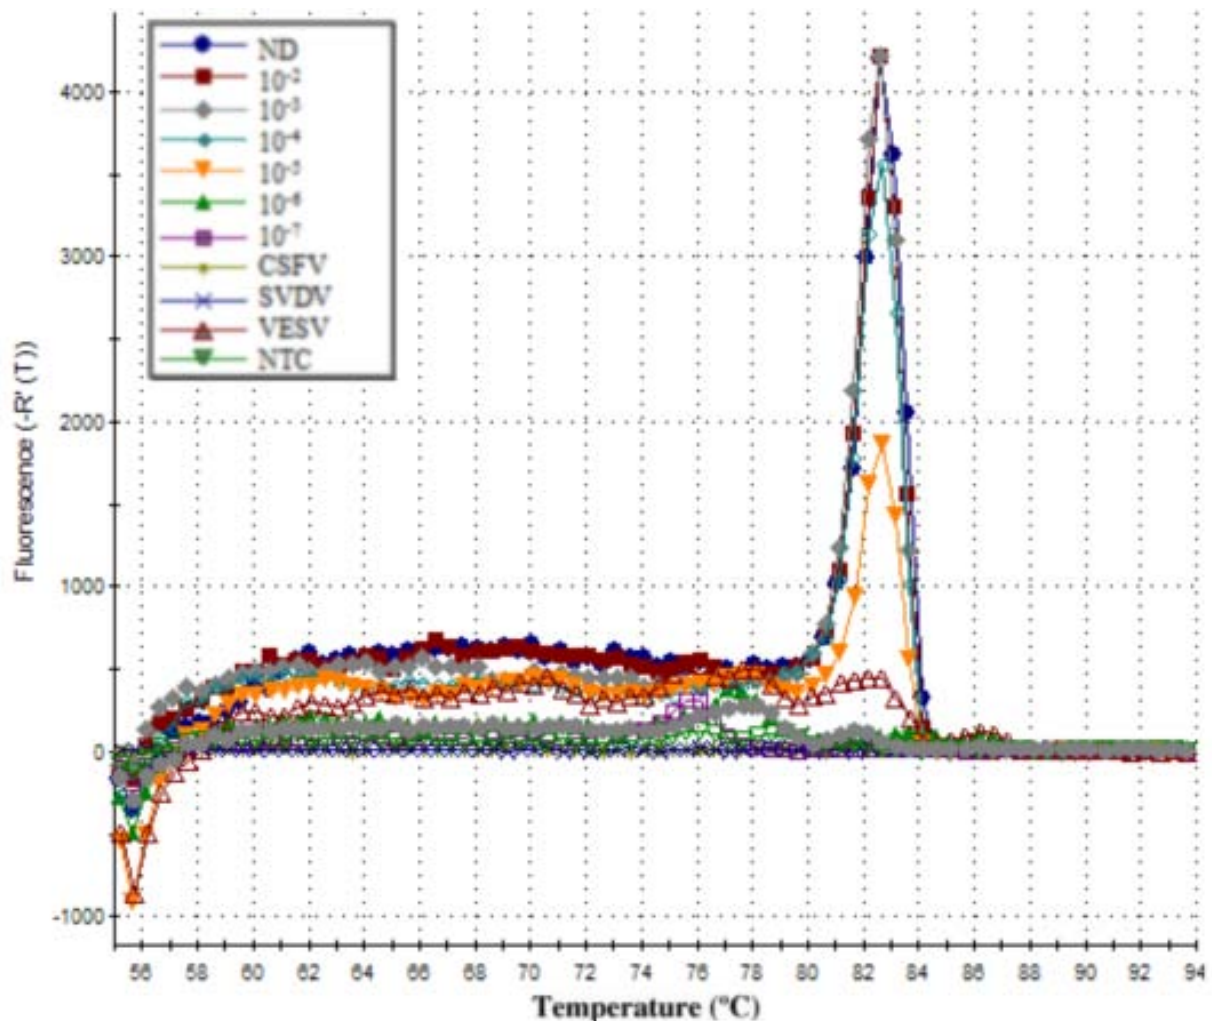 ND
10⁻²
10⁻³
10⁻⁴
10⁻⁵
10⁻⁶
10⁻⁷
CSFV
SVDV
VESV
NTC
4000
3000
2000
1000
0
-1000
Fluorescence (-R' (T))
56 58 60 62 64 66 68 70 72 74 76 78 80 82 84 86 88 90 92 94
Temperature (ºC)